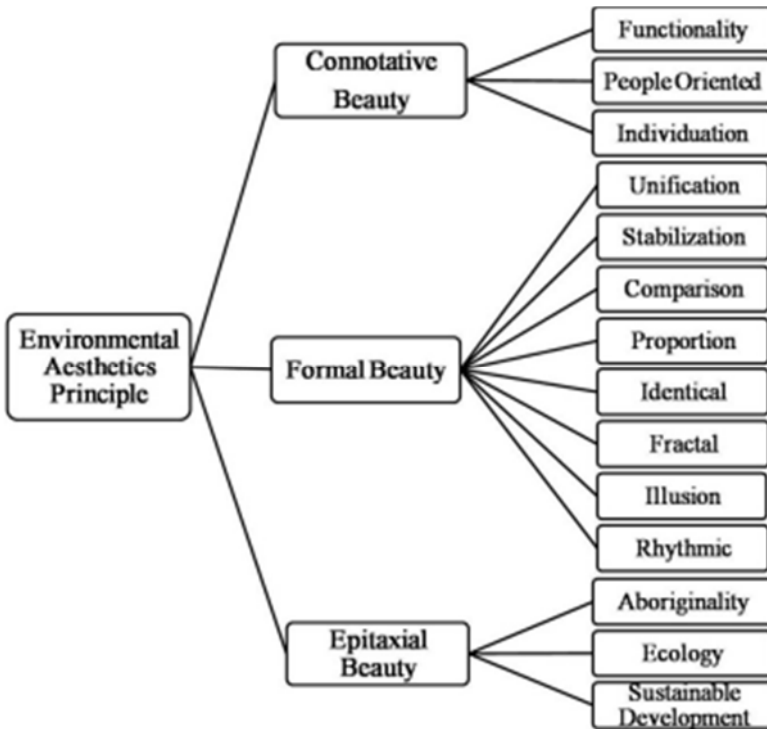 Environmental
Aesthetics
Principle
Connotative
Beauty
Functionality
People Oriented
Individuation
Formal Beauty
Unification
Stabilization
Comparison
Proportion
Identical
Fractal
Illusion
Rhythmic
Epitaxial
Beauty
Aboriginality
Ecology
Sustainable
Development